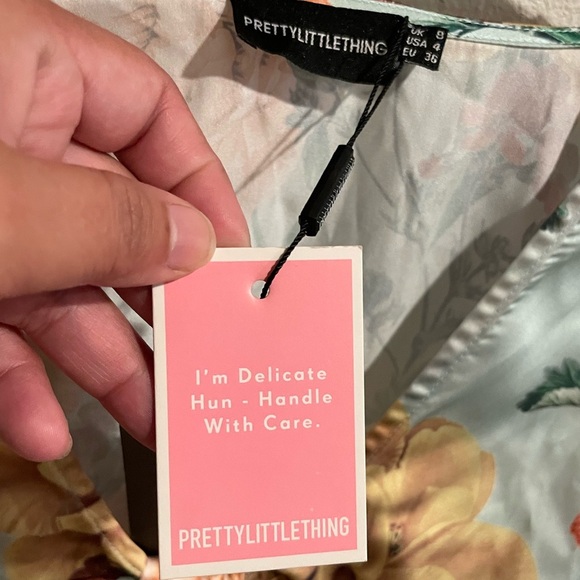 PRETTYLITTLETHING
UK 8
USA 4
EU 36
I'm Delicate
Hun - Handle
With Care.
PRETTYLITTLETHING